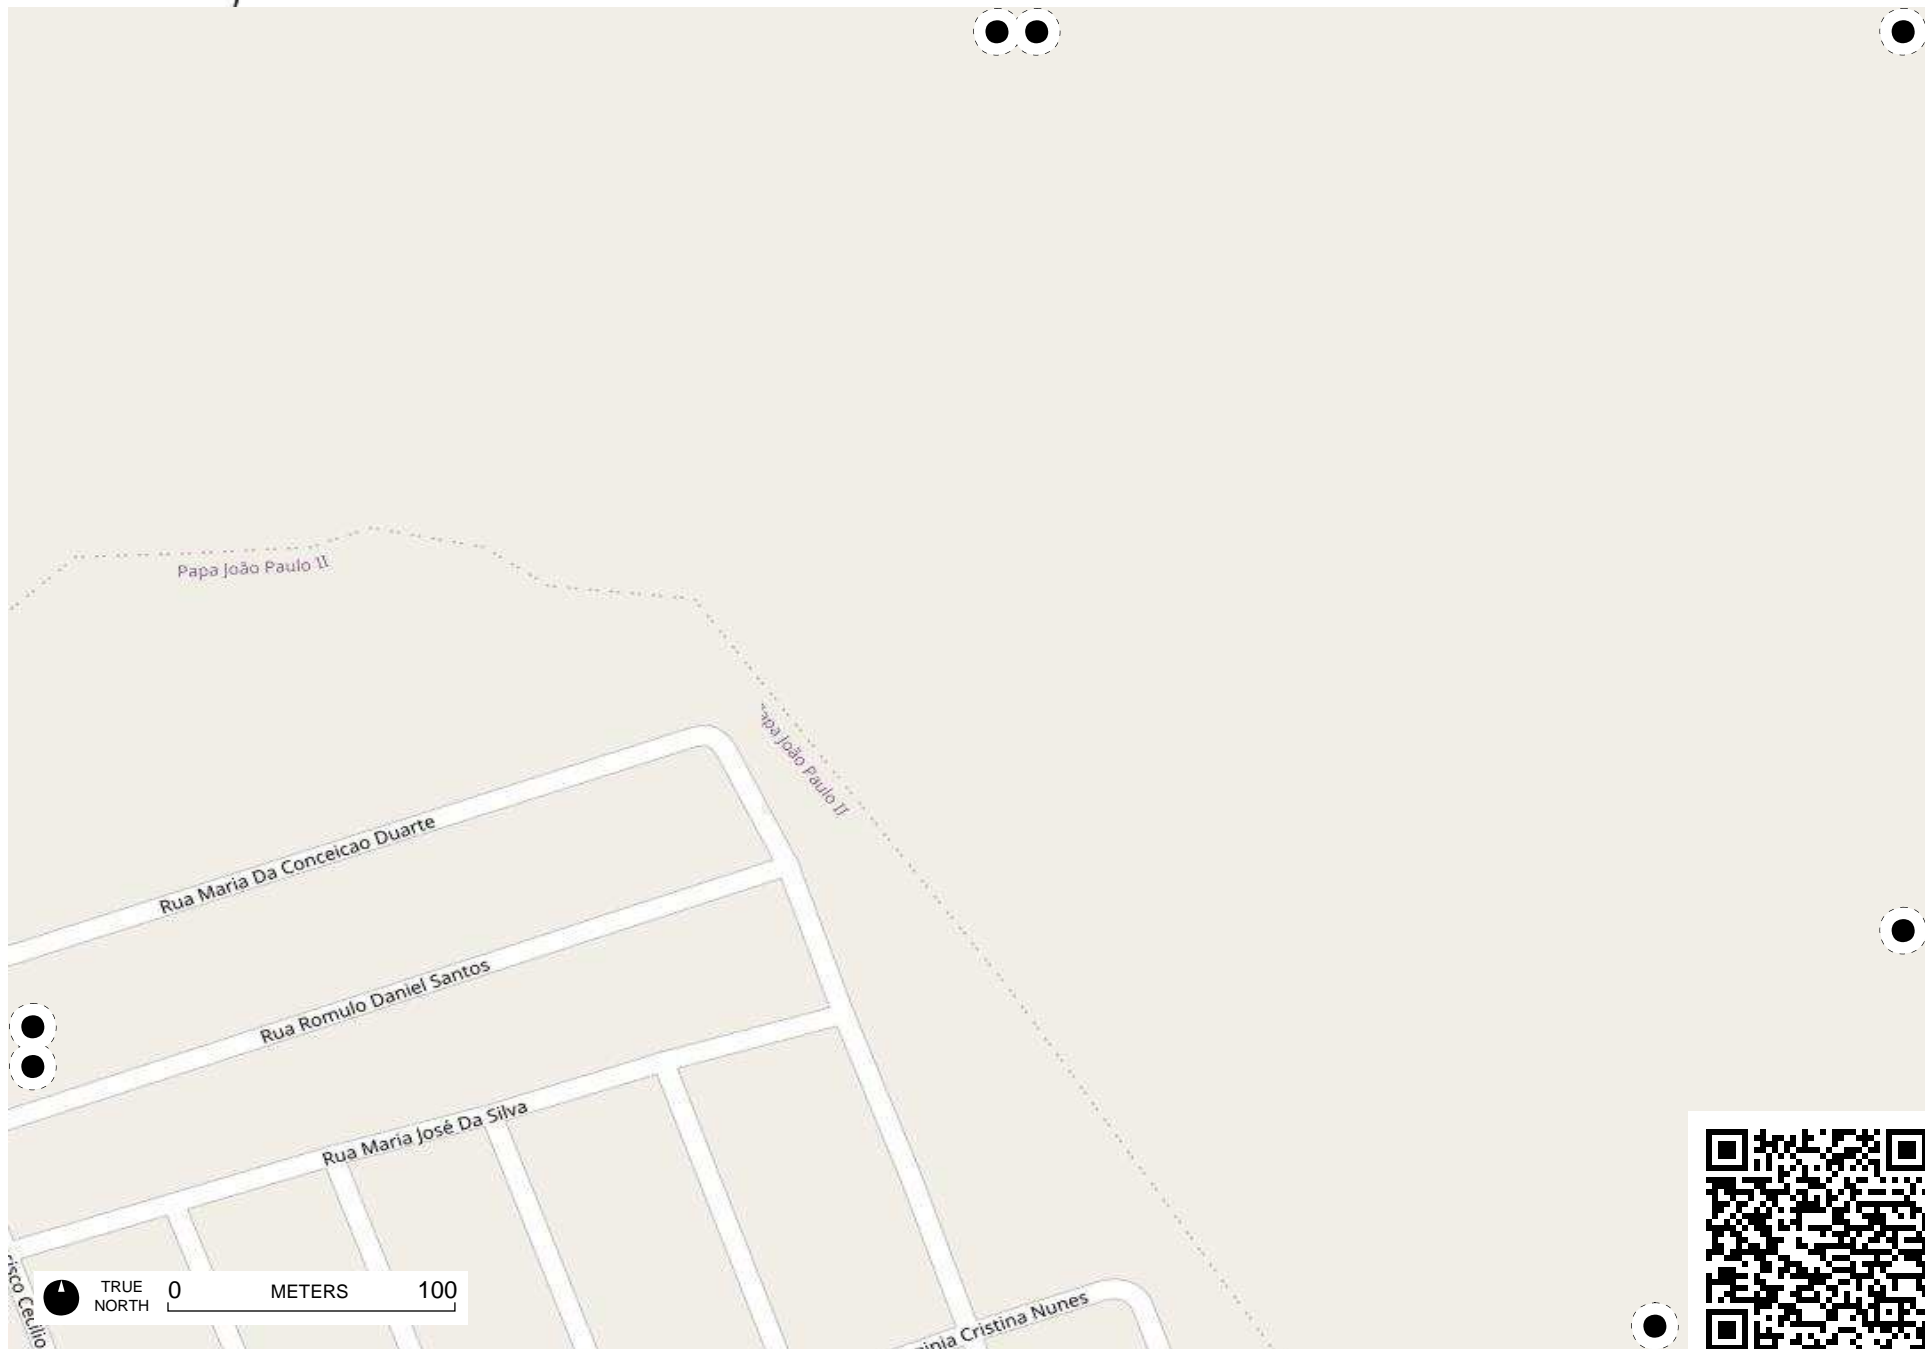 Papa João Paulo II
João Paulo II
Rua Maria Da Conceicao Duarte
Rua Romulo Daniel Santos
Rua Maria José Da Silva
Cristina Nunes
Cecílio
TRUE NORTH
0 METERS 100